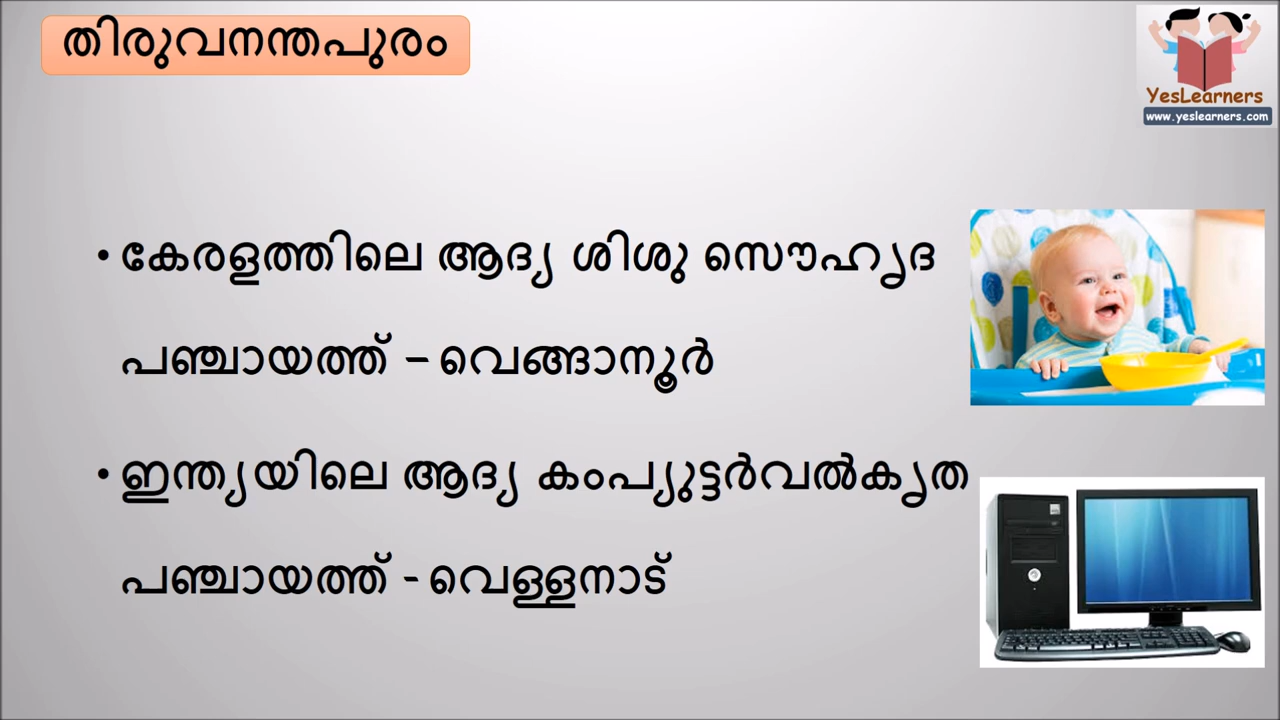 തിരുവനന്തപുരം
YesLearners
www.yeslearners.com
• കേരളത്തിലെ ആദ്യ ശിശു സൌഹൃദ
പഞ്ചായത്ത് – വെങ്ങാനൂർ
• ഇന്ത്യയിലെ ആദ്യ കംപ്യുട്ടർവൽകൃത
പഞ്ചായത്ത് - വെള്ളനാട്